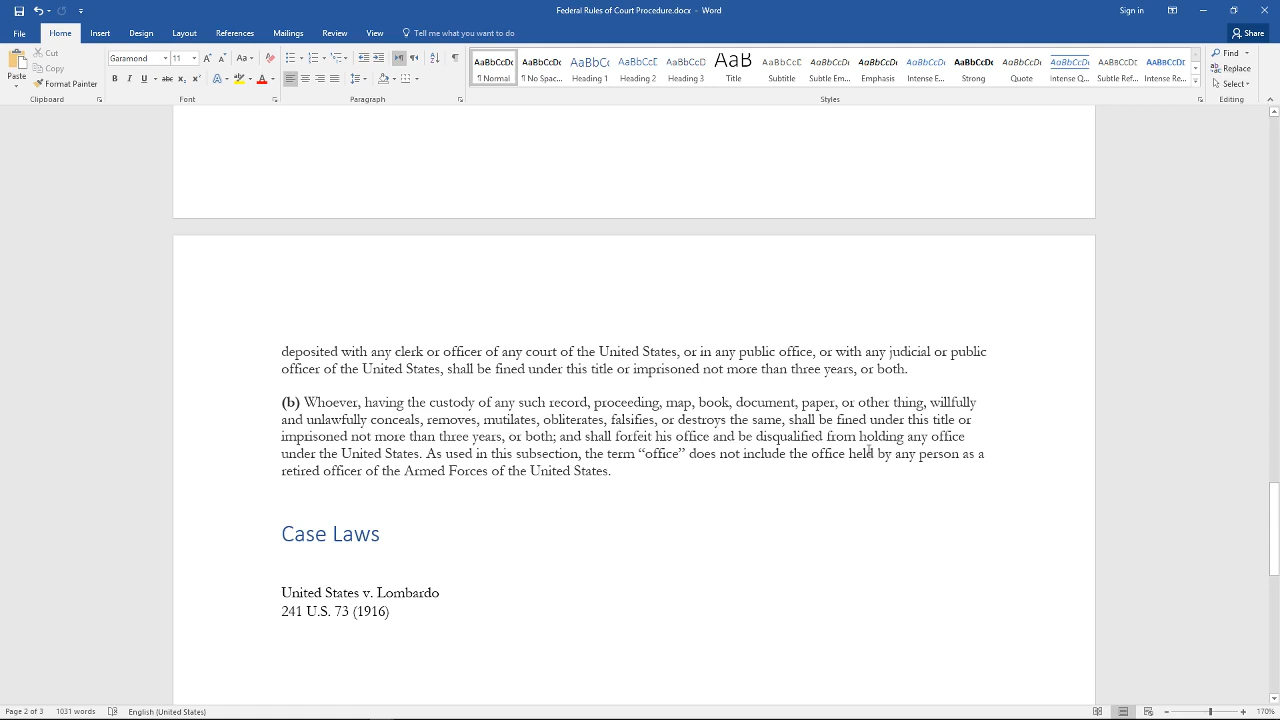 Federal Rules of Court Procedure.docx - Word
Sign in
File Home Insert Design Layout References Mailings Review View Tell me what you want to do
Share
Paste
Cut
Copy
Format Painter
Clipboard
Garamond 11
Font
Paragraph
AaBbCcDc AaBbCcDc AaBbC( AaBbCcE AaBbCcD AaB AaBbCcD AaBbCcDi AaBbCcDi AaBbCcDi AaBbCcDc AaBbCcDi AaBbCcDi AaBbCcDi AaBbCcDi
¶ Normal ¶ No Spac... Heading 1 Heading 2 Heading 3 Title Subtitle Subtle Em... Emphasis Intense E... Strong Quote Intense Q... Subtle Ref... Intense Re...
Styles
Find
Replace
Select
Editing
deposited with any clerk or officer of any court of the United States, or in any public office, or with any judicial or public
officer of the United States, shall be fined under this title or imprisoned not more than three years, or both.
(b) Whoever, having the custody of any such record, proceeding, map, book, document, paper, or other thing, willfully
and unlawfully conceals, removes, mutilates, obliterates, falsifies, or destroys the same, shall be fined under this title or
imprisoned not more than three years, or both; and shall forfeit his office and be disqualified from holding any office
under the United States. As used in this subsection, the term “office” does not include the office held by any person as a
retired officer of the Armed Forces of the United States.
Case Laws
United States v. Lombardo
241 U.S. 73 (1916)
Page 2 of 3 1031 words English (United States)
170%